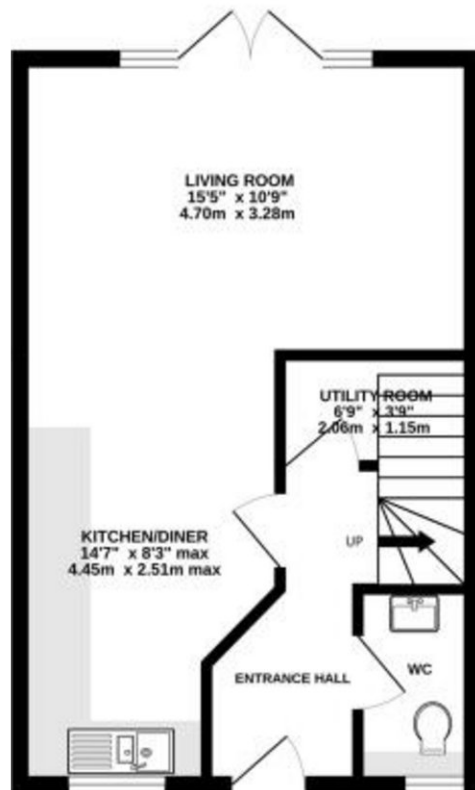 LIVING ROOM
15'5" x 10'9"
4.70m x 3.28m
UTILITY ROOM
6'9" x 3'9"
2.06m x 1.15m
KITCHEN/DINER
14'7" x 8'3" max
4.45m x 2.51m max
UP
ENTRANCE HALL
WC